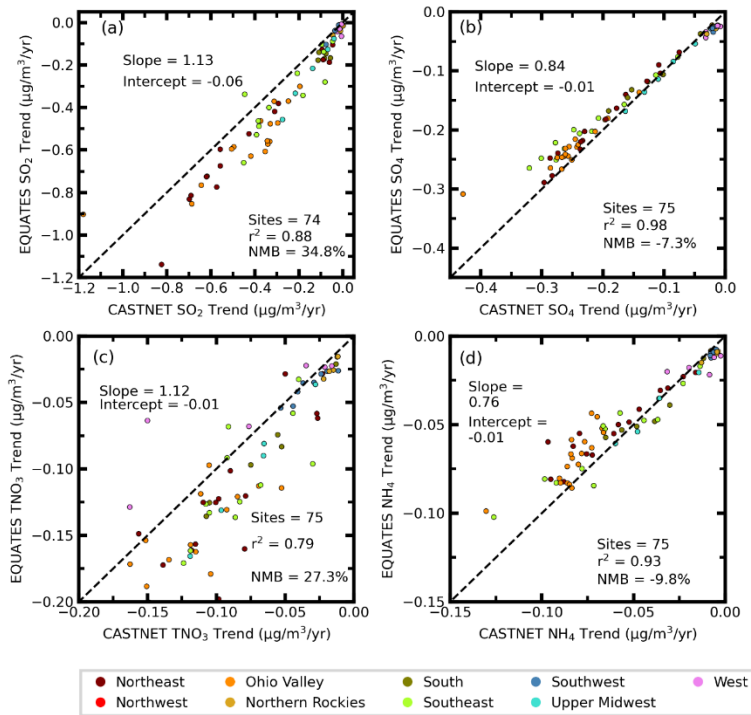 (a)
Slope = 1.13
Intercept = -0.06
Sites = 74
r² = 0.88
NMB = 34.8%
EQUATES SO₂ Trend (μg/m³/yr)
0.0
−0.2
−0.4
−0.6
−0.8
−1.0
−1.2
−1.2
−1.0
−0.8
−0.6
−0.4
−0.2
0.0
CASTNET SO₂ Trend (μg/m³/yr)
(b)
Slope = 0.84
Intercept = -0.01
Sites = 75
r² = 0.98
NMB = -7.3%
EQUATES SO₄ Trend (μg/m³/yr)
0.0
−0.1
−0.2
−0.3
−0.4
−0.4
−0.3
−0.2
−0.1
0.0
CASTNET SO₄ Trend (μg/m³/yr)
(c)
Slope = 1.12
Intercept = -0.01
Sites = 75
r² = 0.79
NMB = 27.3%
EQUATES TNO₃ Trend (μg/m³/yr)
0.00
−0.05
−0.10
−0.15
−0.20
−0.20
−0.15
−0.10
−0.05
0.00
CASTNET TNO₃ Trend (μg/m³/yr)
(d)
Slope =
0.76
Intercept =
-0.01
Sites = 75
r² = 0.93
NMB = -9.8%
EQUATES NH₄ Trend (μg/m³/yr)
0.00
−0.05
−0.10
−0.15
−0.15
−0.10
−0.05
0.00
CASTNET NH₄ Trend (μg/m³/yr)
Northeast
Ohio Valley
South
Southwest
West
Northwest
Northern Rockies
Southeast
Upper Midwest